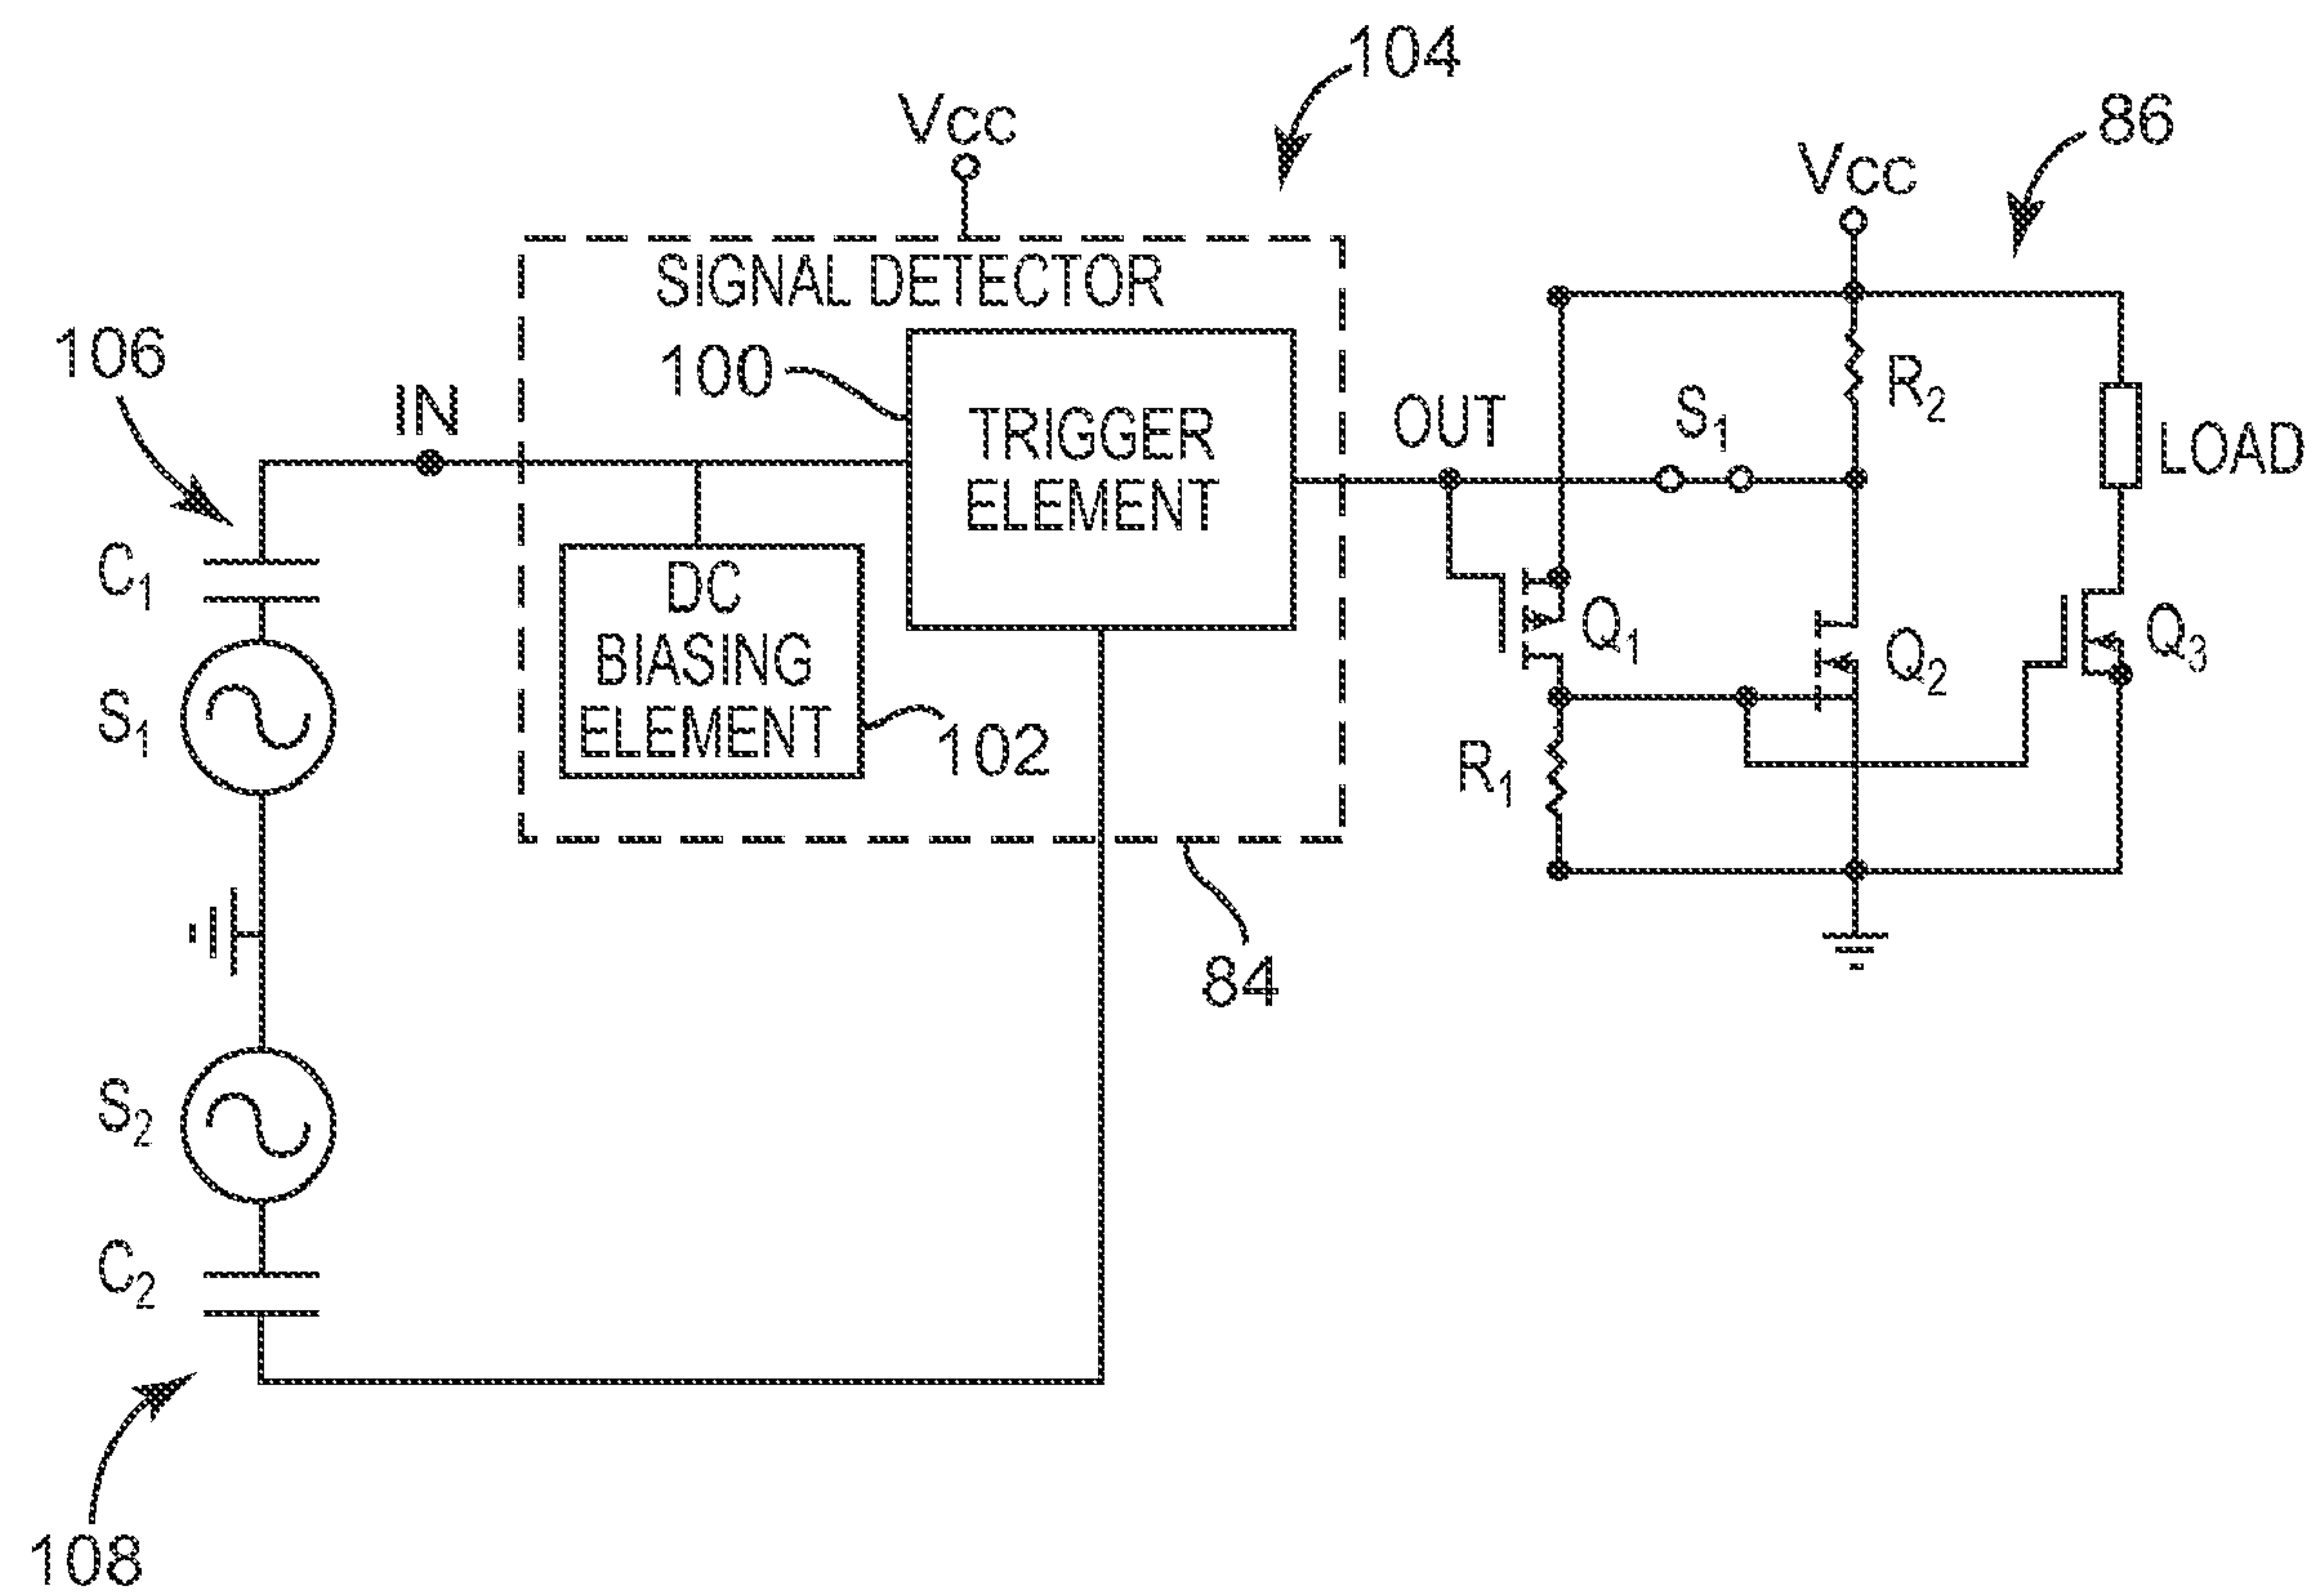 104
Vcc
86
Vcc
SIGNAL DETECTOR
106
100
IN
TRIGGER
ELEMENT
OUT
S1
R2
LOAD
C1
DC
BIASING
ELEMENT
Q1
Q2
Q3
S1
102
R1
84
S2
C2
108